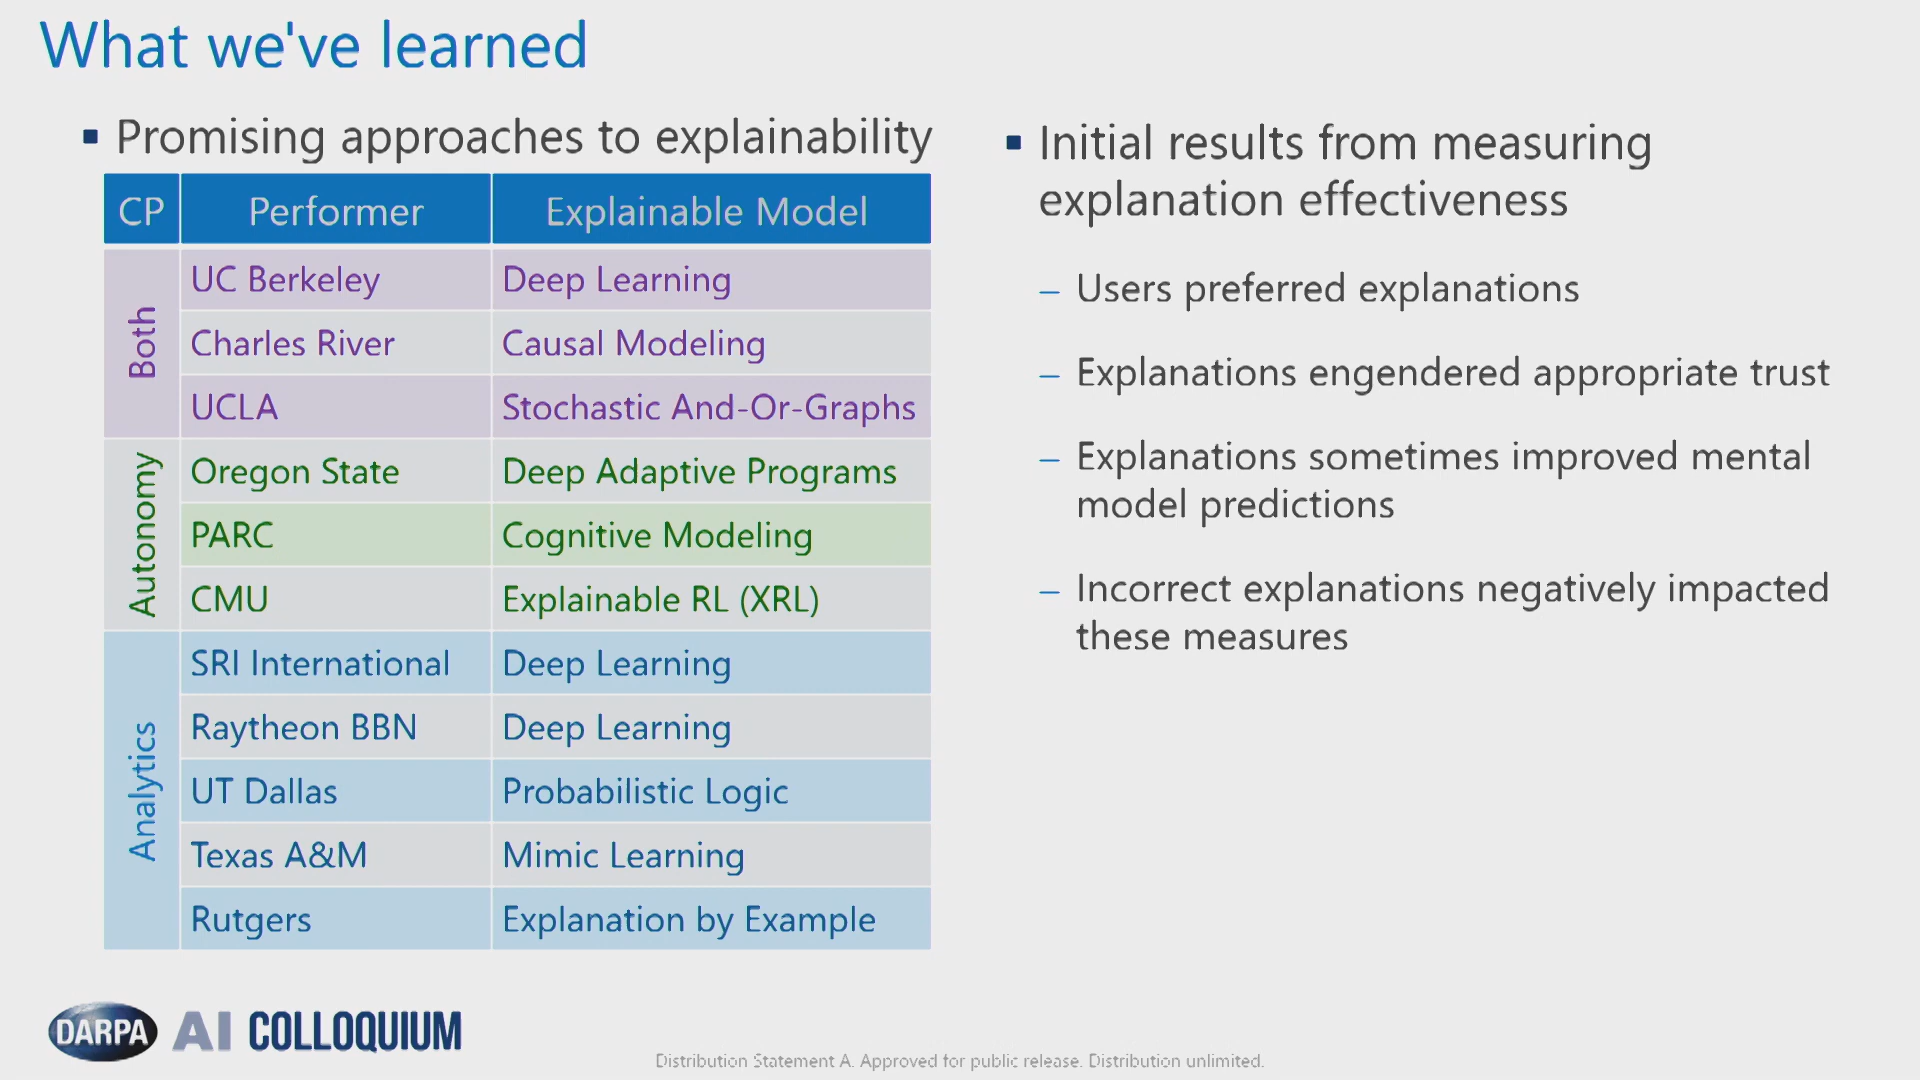 What we've learned
▪ Promising approaches to explainability
CP Performer Explainable Model
Both
UC Berkeley Deep Learning
Charles River Causal Modeling
UCLA Stochastic And-Or-Graphs
Autonomy
Oregon State Deep Adaptive Programs
PARC Cognitive Modeling
CMU Explainable RL (XRL)
Analytics
SRI International Deep Learning
Raytheon BBN Deep Learning
UT Dallas Probabilistic Logic
Texas A&M Mimic Learning
Rutgers Explanation by Example
▪ Initial results from measuring
explanation effectiveness
– Users preferred explanations
– Explanations engendered appropriate trust
– Explanations sometimes improved mental
model predictions
– Incorrect explanations negatively impacted
these measures
DARPA AI COLLOQUIUM
Distribution Statement A. Approved for public release. Distribution unlimited.